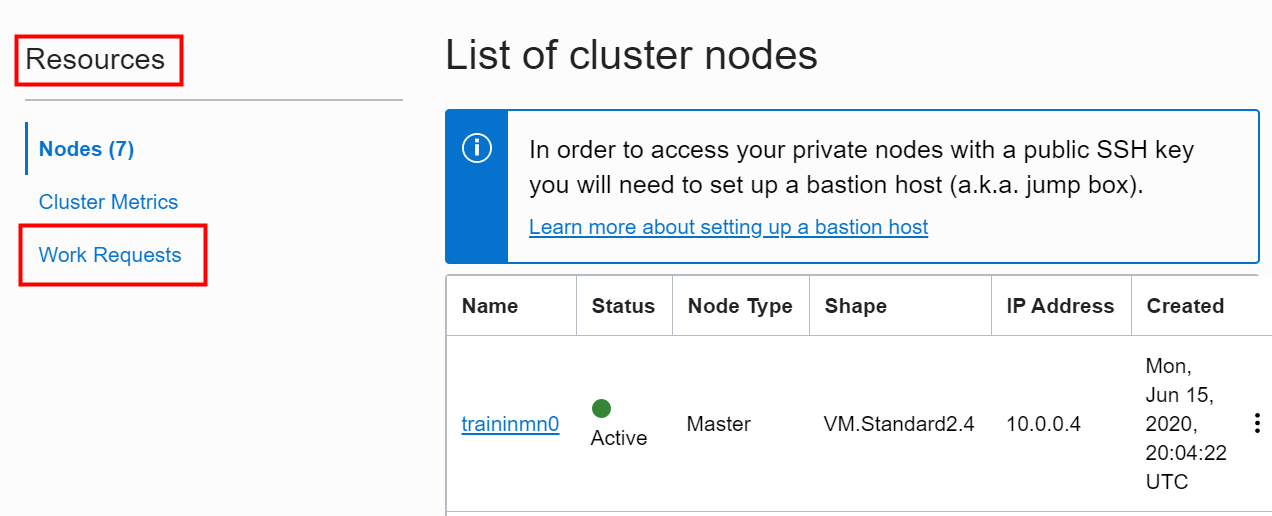 Resources
Nodes (7)
Cluster Metrics
Work Requests
List of cluster nodes
In order to access your private nodes with a public SSH key
you will need to set up a bastion host (a.k.a. jump box).
Learn more about setting up a bastion host
Name Status Node Type Shape IP Address Created
traininmn0 Active Master VM.Standard2.4 10.0.0.4 Mon,
Jun 15,
2020,
20:04:22
UTC